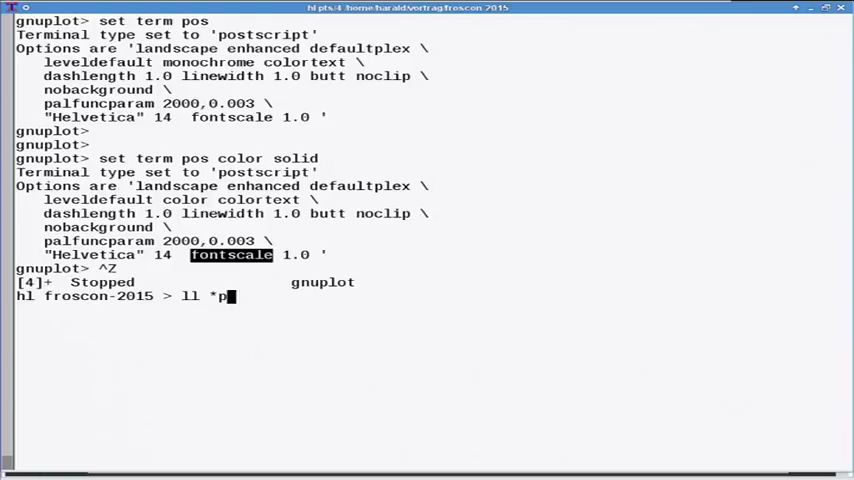 hl pts/4 /home/harald/vortrag/froscon-2015
gnuplot> set term pos
Terminal type set to 'postscript'
Options are 'landscape enhanced defaultplex \
leveldefault monochrome colortext \
dashlength 1.0 linewidth 1.0 butt noclip \
nobackground \
palfuncparam 2000,0.003 \
"Helvetica" 14  fontscale 1.0 '
gnuplot>
gnuplot>
gnuplot> set term pos color solid
Terminal type set to 'postscript'
Options are 'landscape enhanced defaultplex \
leveldefault color colortext \
dashlength 1.0 linewidth 1.0 butt noclip \
nobackground \
palfuncparam 2000,0.003 \
"Helvetica" 14  fontscale 1.0 '
gnuplot> ^Z
[4]+  Stopped                 gnuplot
hl froscon-2015 > ll *p